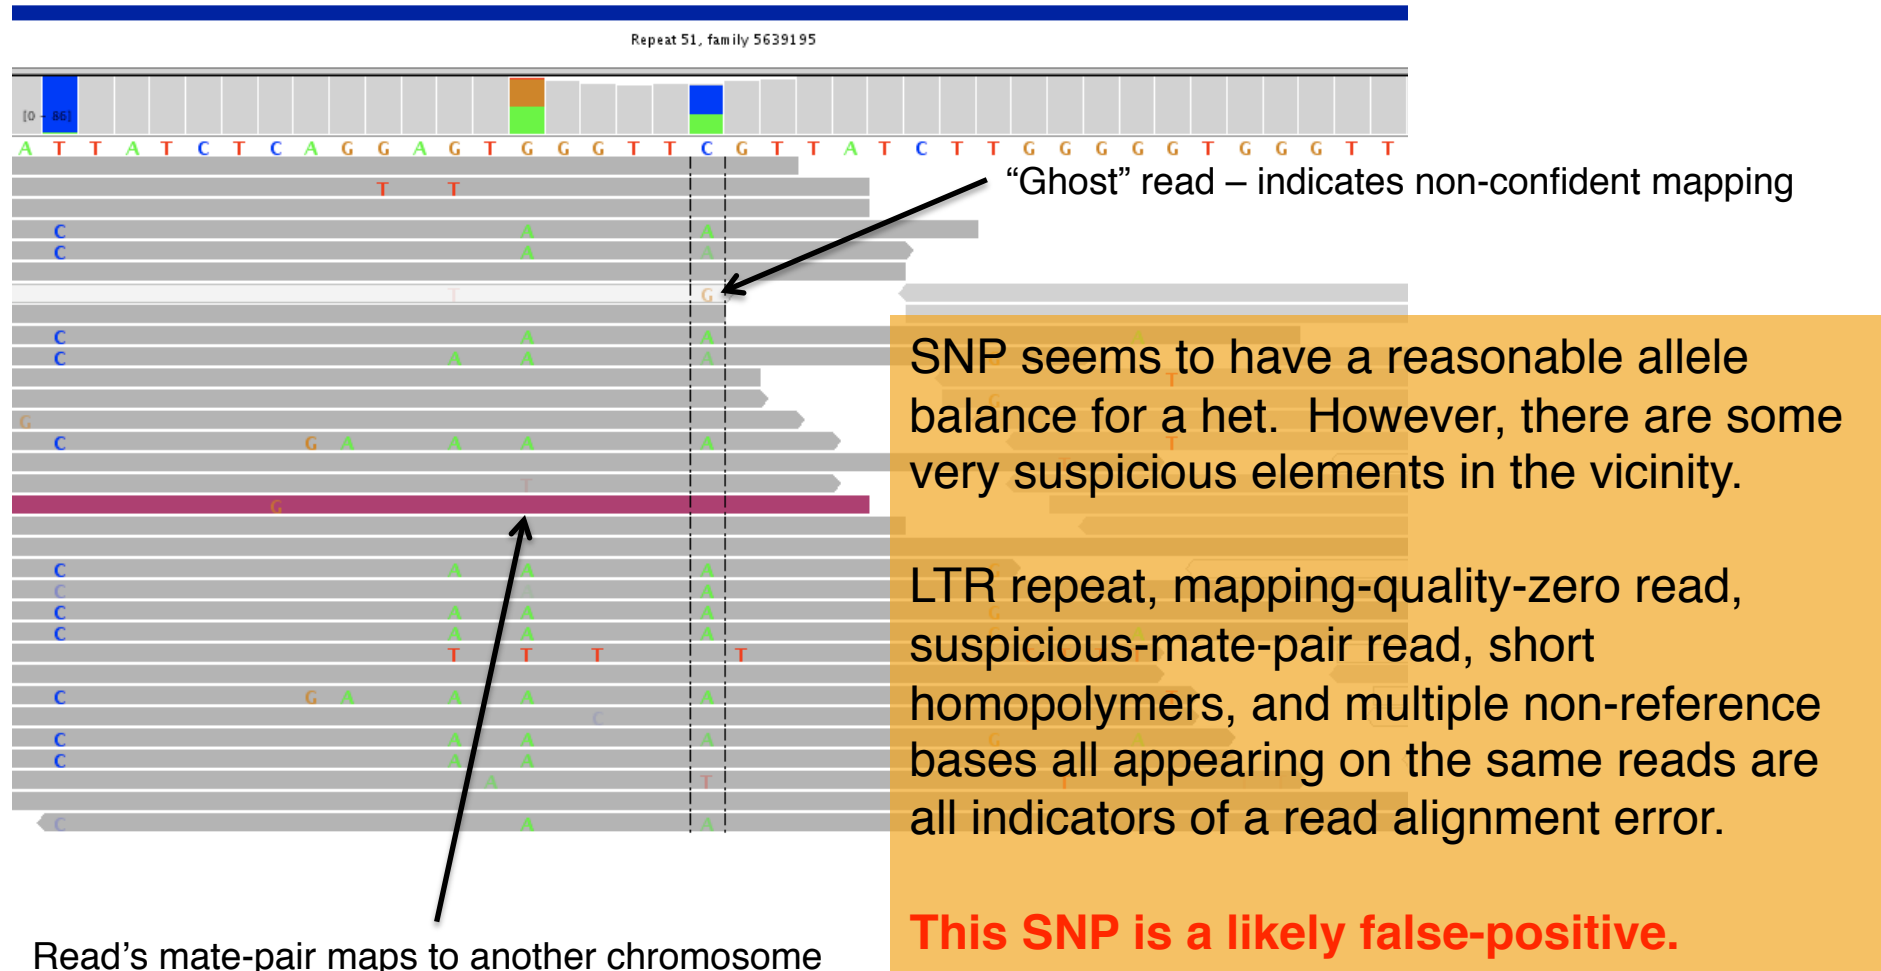 Repeat 51, family 5639195
[0 - 86]
A T T A T C T C A G G A G T G G G T T C G T T A T C T T G G G G G T G G G T T
“Ghost” read – indicates non-confident mapping
T T
C A A
C A A
T G
C A A
C A A A
G
C G A A A A
T
G
C A A A
C A A
C A A A
C A A A
T T T T
C G A A A A
C
C A A A
C A A
A T
C A A
SNP seems to have a reasonable allele
balance for a het. However, there are some
very suspicious elements in the vicinity.
LTR repeat, mapping-quality-zero read,
suspicious-mate-pair read, short
homopolymers, and multiple non-reference
bases all appearing on the same reads are
all indicators of a read alignment error.
This SNP is a likely false-positive.
Read’s mate-pair maps to another chromosome